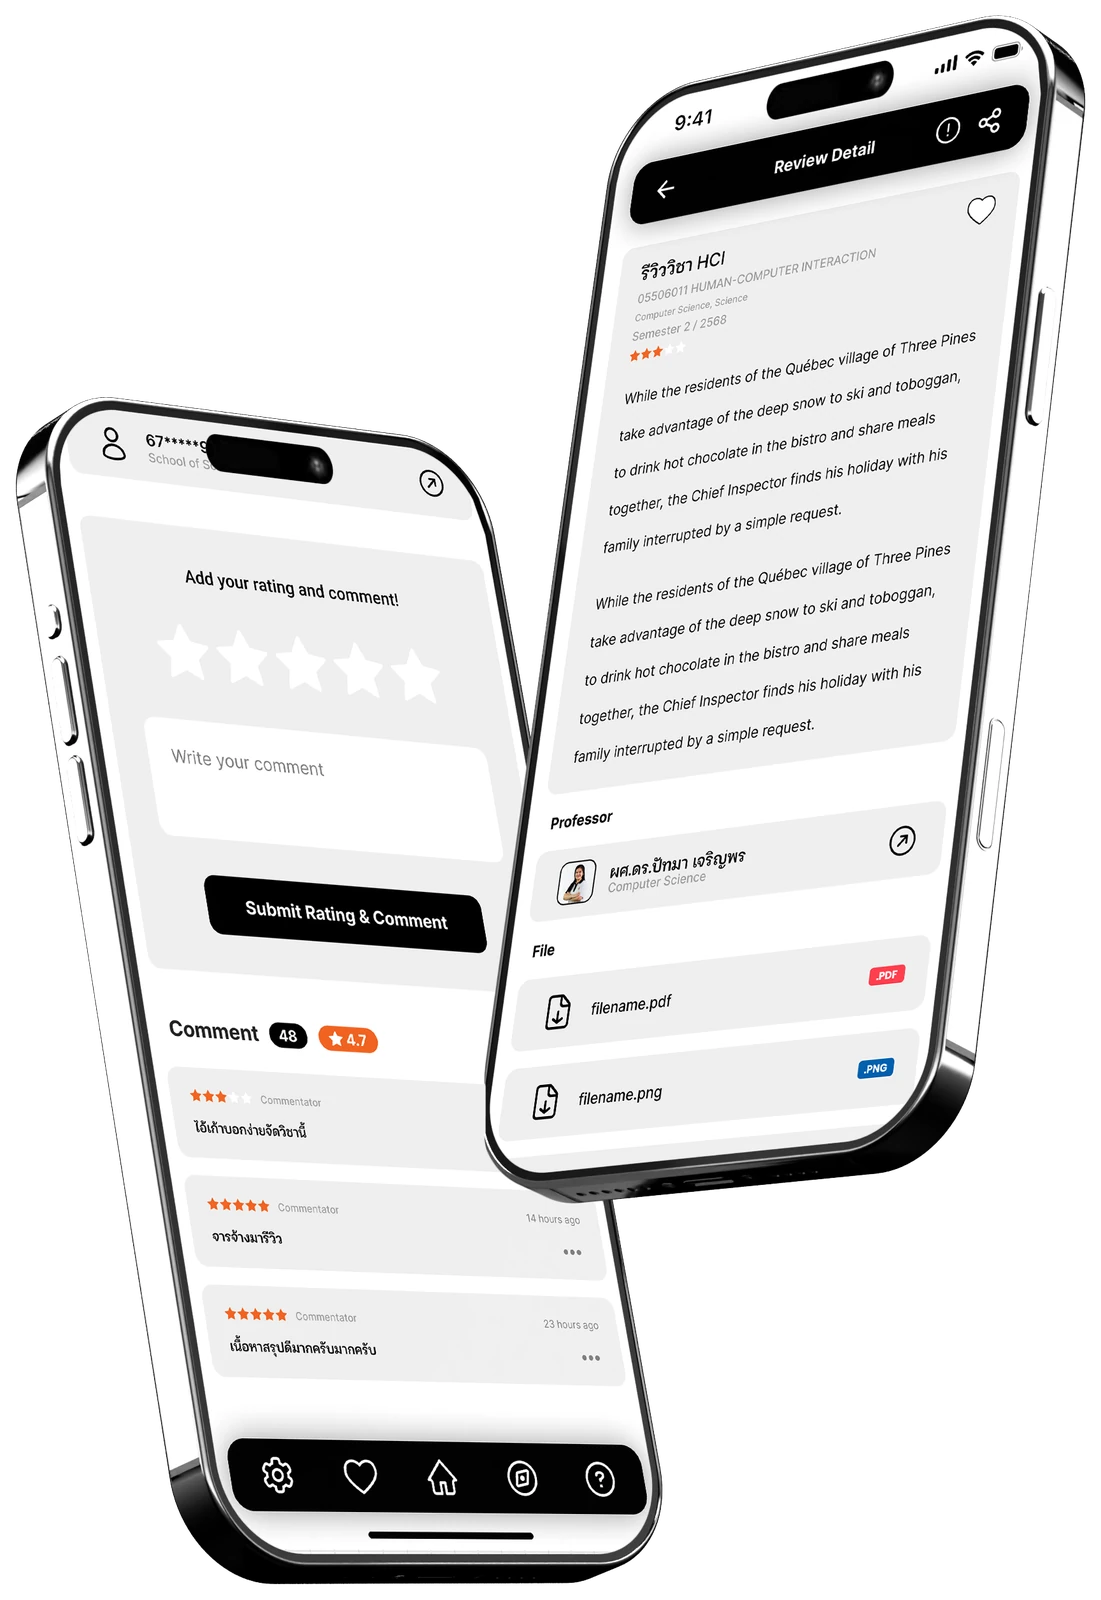 9:41
Review Detail
รีวิววิชา HCI
05506011 HUMAN-COMPUTER INTERACTION
Computer Science, Science
Semester 2 / 2568
While the residents of the Québec village of Three Pines
take advantage of the deep snow to ski and toboggan,
to drink hot chocolate in the bistro and share meals
together, the Chief Inspector finds his holiday with his
family interrupted by a simple request.
While the residents of the Québec village of Three Pines
take advantage of the deep snow to ski and toboggan,
to drink hot chocolate in the bistro and share meals
together, the Chief Inspector finds his holiday with his
family interrupted by a simple request.
Professor
ผศ.ดร.ปัทมา เจริญพร
Computer Science
File
filename.pdf
.PDF
filename.png
.PNG
67*****9
School of
Add your rating and comment!
Write your comment
Submit Rating & Comment
Comment 48 4.7
Commentator
ไอ้เก้าบอกง่ายจัดวิชานี้
Commentator
14 hours ago
จารจ้างมารีวิว
Commentator
23 hours ago
เนื้อหาสรุปดีมากครับมากครับ